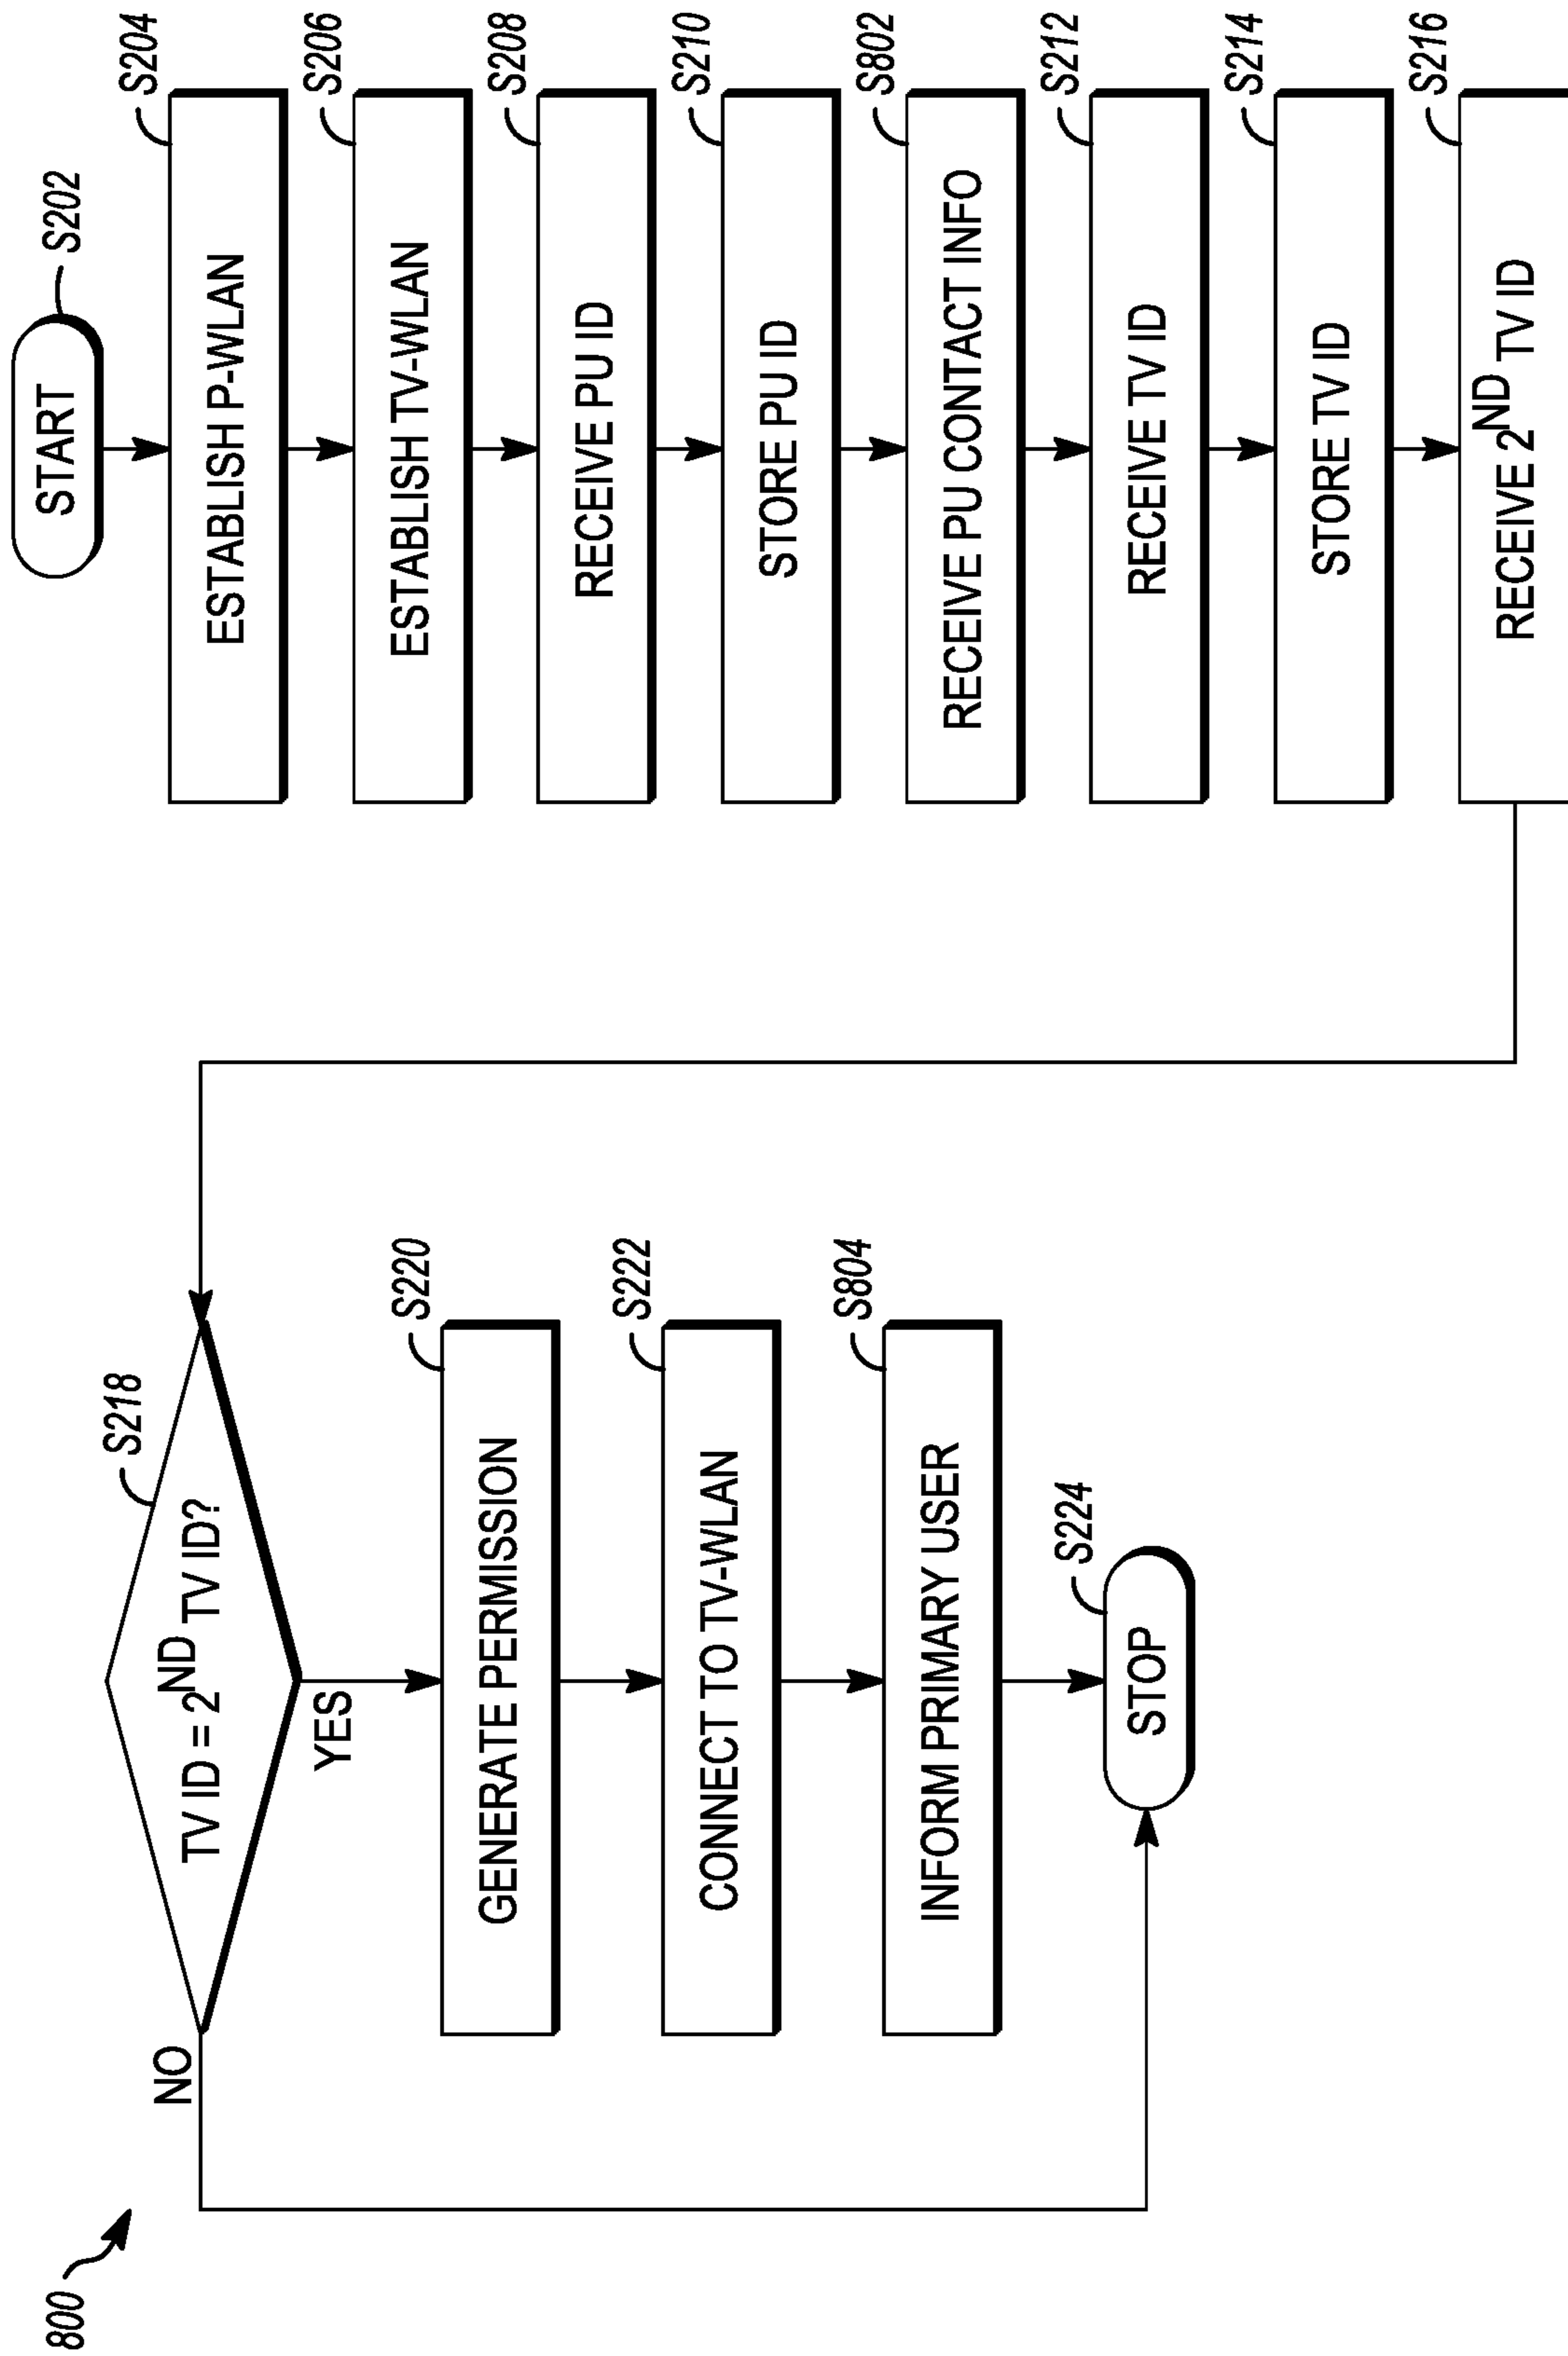 800
START
S202
ESTABLISH P-WLAN
S204
ESTABLISH TV-WLAN
S206
RECEIVE PU ID
S208
STORE PU ID
S210
RECEIVE PU CONTACT INFO
S802
RECEIVE TV ID
S212
STORE TV ID
S214
RECEIVE 2ND TV ID
S216
TV ID = 2ND TV ID?
S218
NO
YES
GENERATE PERMISSION
S220
CONNECT TO TV-WLAN
S222
INFORM PRIMARY USER
S804
STOP
S224